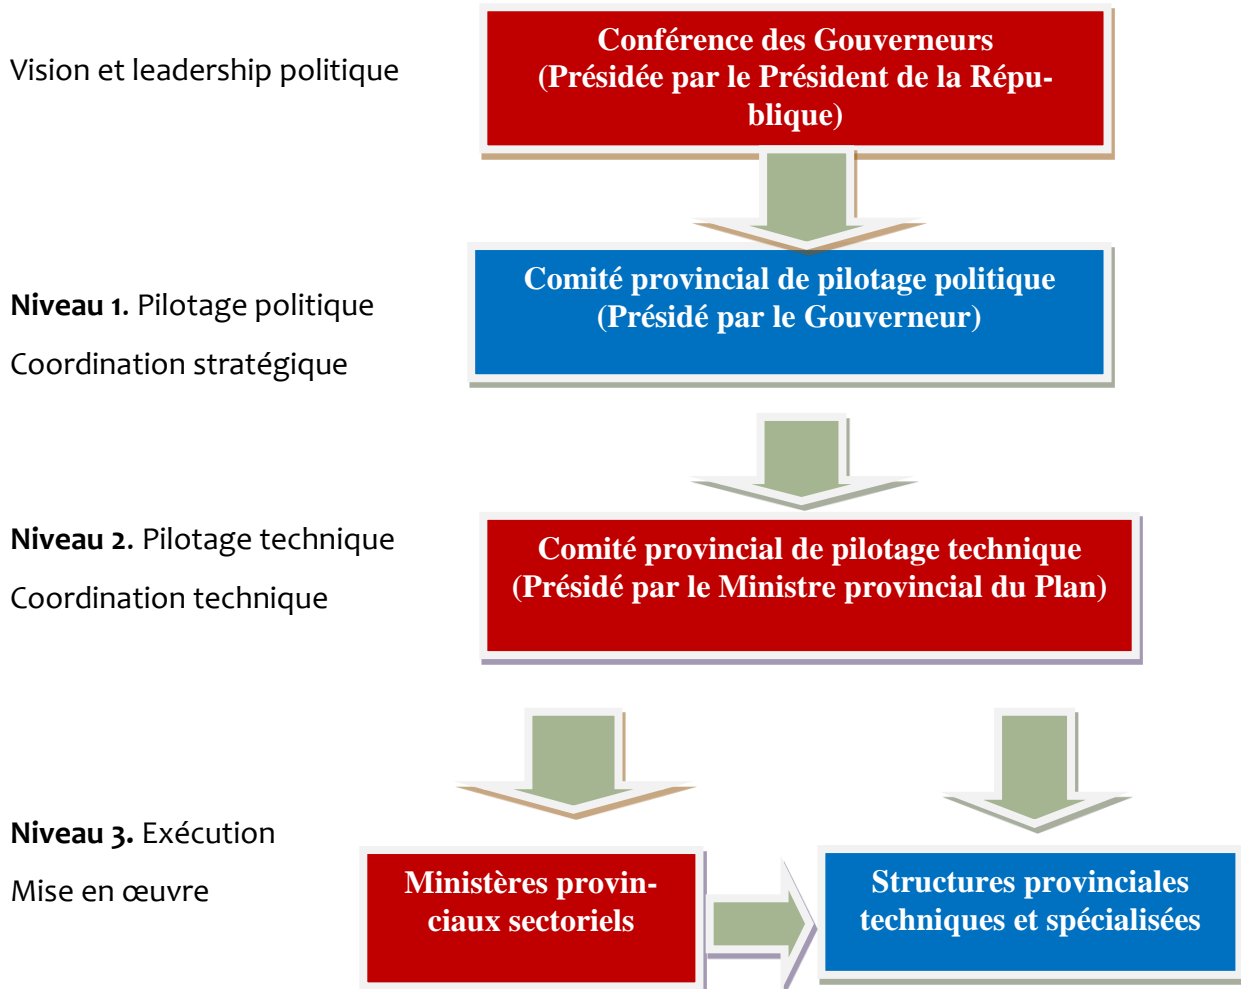 Vision et leadership politique
Conférence des Gouverneurs
(Présidée par le Président de la Répu-
blique)
Niveau 1. Pilotage politique
Coordination stratégique
Comité provincial de pilotage politique
(Présidé par le Gouverneur)
Niveau 2. Pilotage technique
Coordination technique
Comité provincial de pilotage technique
(Présidé par le Ministre provincial du Plan)
Niveau 3. Exécution
Mise en œuvre
Ministères provin-
ciaux sectoriels
Structures provinciales
techniques et spécialisées